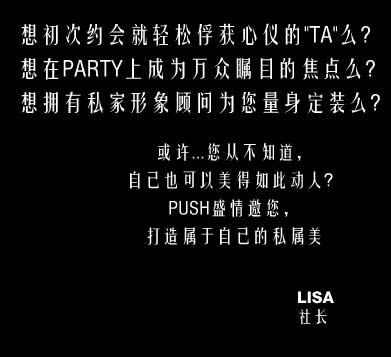 想初次约会就轻松俘获心仪的"TA"么?
想在PARTY上成为万众瞩目的焦点么?
想拥有私家形象顾问为您量身定装么?
或许...您从不知道,
自己也可以美得如此动人?
PUSH盛情邀您,
打造属于自己的私属美
LISA
社长